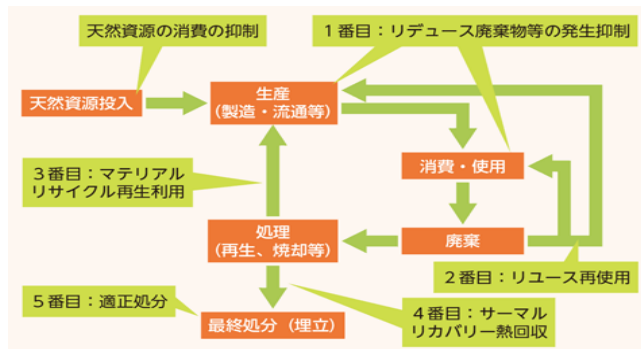 天然資源の消費の抑制
1番目：リデュース廃棄物等の発生抑制
天然資源投入
生産
（製造・流通等）
3番目：マテリアル
リサイクル再生利用
消費・使用
処理
（再生、焼却等）
廃棄
2番目：リユース再使用
5番目：適正処分
最終処分（埋立）
4番目：サーマル
リカバリー熱回収